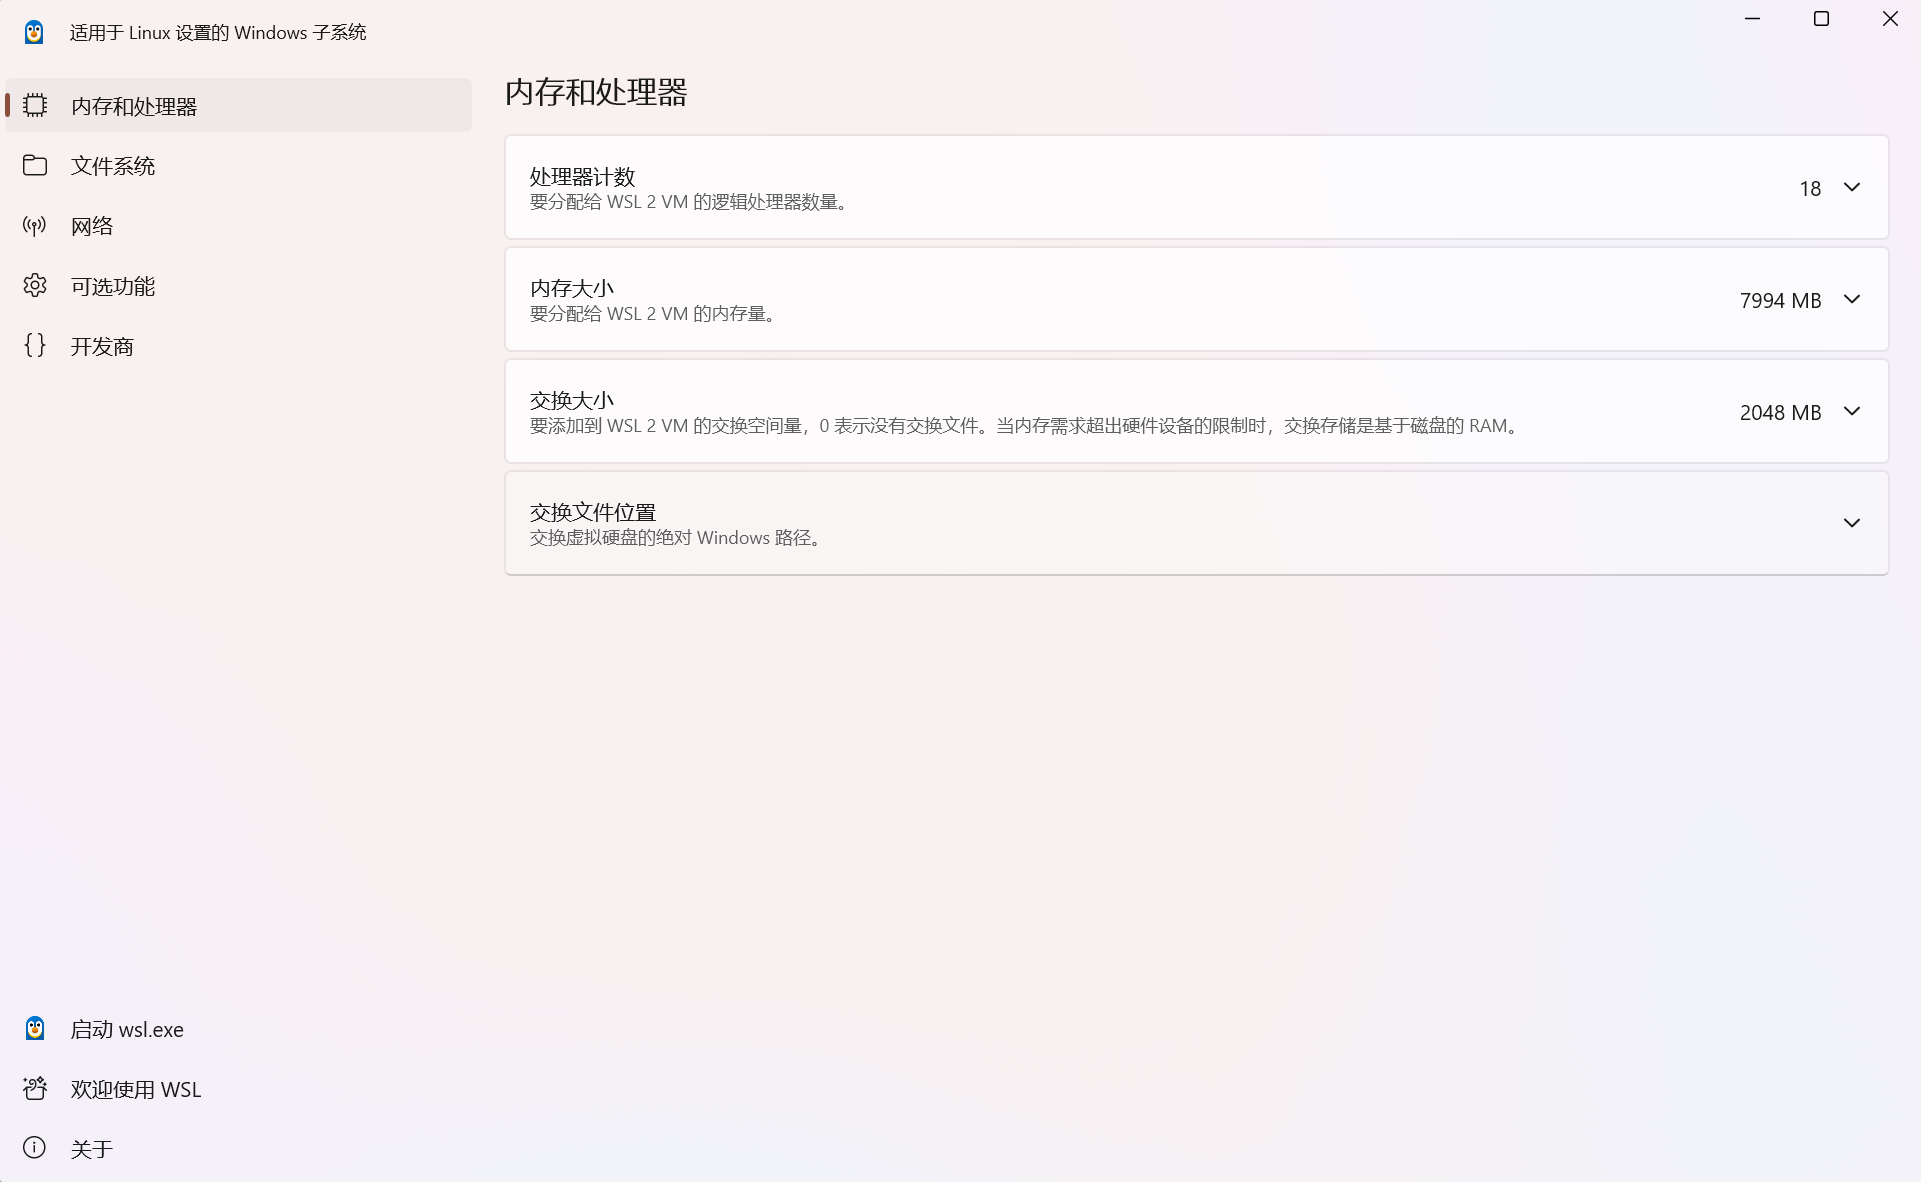 适用于 Linux 设置的 Windows 子系统
内存和处理器
文件系统
网络
可选功能
开发商
内存和处理器
处理器计数
要分配给 WSL 2 VM 的逻辑处理器数量。
18
内存大小
要分配给 WSL 2 VM 的内存量。
7994 MB
交换大小
要添加到 WSL 2 VM 的交换空间量，0 表示没有交换文件。当内存需求超出硬件设备的限制时，交换存储是基于磁盘的 RAM。
2048 MB
交换文件位置
交换虚拟硬盘的绝对 Windows 路径。
启动 wsl.exe
欢迎使用 WSL
关于